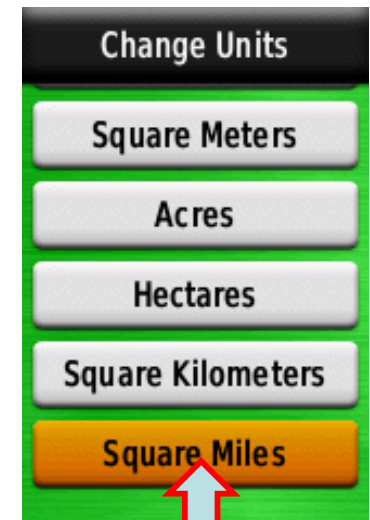 Change Units
Square Meters
Acres
Hectares
Square Kilometers
Square Miles